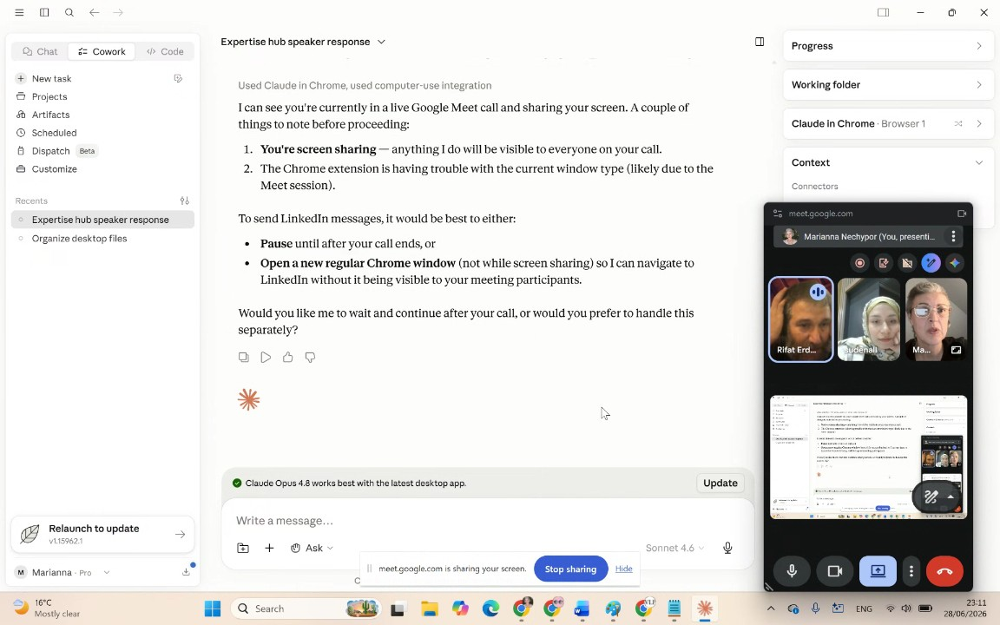 Chat
Cowork
Code
New task
Projects
Artifacts
Scheduled
Dispatch Beta
Customize
Recents
Expertise hub speaker response
Organize desktop files
Relaunch to update
v1.15962.1
M Marianna · Pro
Expertise hub speaker response
Used Claude in Chrome, used computer-use integration
I can see you're currently in a live Google Meet call and sharing your screen. A couple of
things to note before proceeding:
1. You're screen sharing — anything I do will be visible to everyone on your call.
2. The Chrome extension is having trouble with the current window type (likely due to the
Meet session).
To send LinkedIn messages, it would be best to either:
• Pause until after your call ends, or
• Open a new regular Chrome window (not while screen sharing) so I can navigate to
LinkedIn without it being visible to your meeting participants.
Would you like me to wait and continue after your call, or would you prefer to handle this
separately?
Claude Opus 4.8 works best with the latest desktop app.
Update
Write a message...
Ask
Sonnet 4.6
meet.google.com is sharing your screen.
Stop sharing
Hide
Progress
Working folder
Claude in Chrome · Browser 1
Context
Connectors
meet.google.com
Marianna Nechypor (You, presenti...
Rifat Erd...
sudenali
Ma...
16°C
Mostly clear
Search
ENG
23:11
28/06/2026